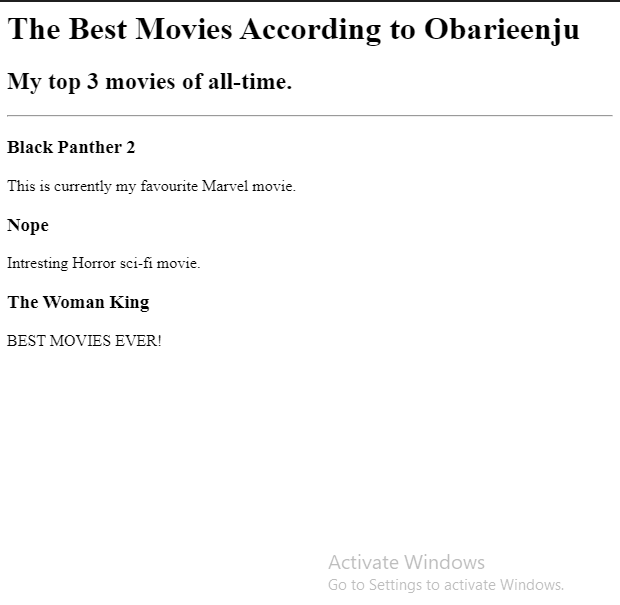 The Best Movies According to Obarieenju
My top 3 movies of all-time.
Black Panther 2
This is currently my favourite Marvel movie.
Nope
Intresting Horror sci-fi movie.
The Woman King
BEST MOVIES EVER!
Activate Windows
Go to Settings to activate Windows.